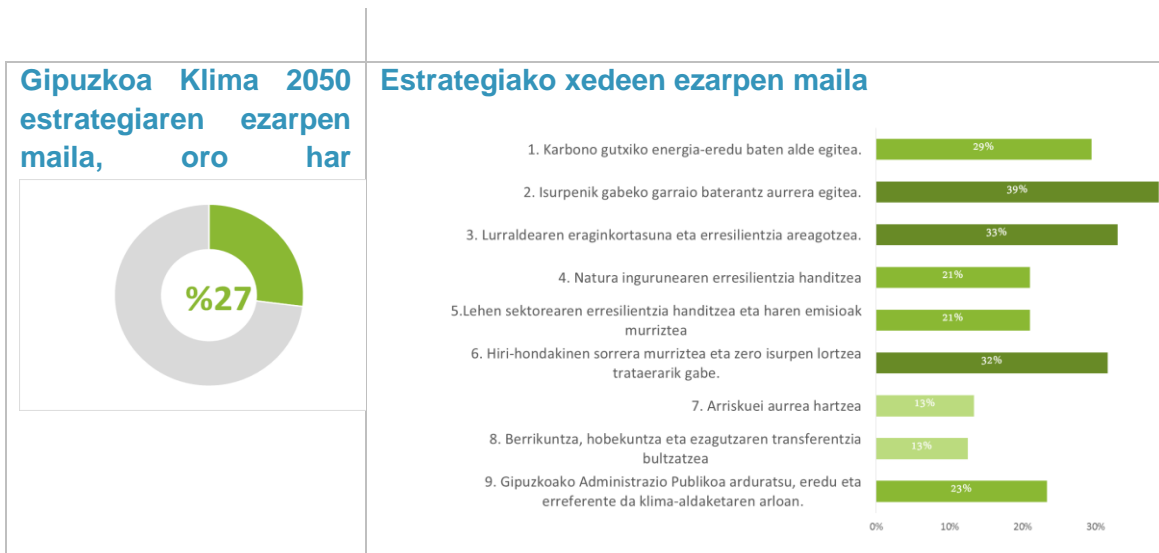 Gipuzkoa Klima 2050
estrategiaren ezarpen
maila, oro har
%27
Estrategiako xedeen ezarpen maila
1. Karbono gutxiko energia-eredu baten alde egitea.
29%
2. Isurpenik gabeko garraio baterantz aurrera egitea.
39%
3. Lurraldearen eraginkortasuna eta erresilientzia areagotzea.
33%
4. Natura ingurunearen erresilientzia handitzea
21%
5.Lehen sektorearen erresilientzia handitzea eta haren emisioak
murriztea
21%
6. Hiri-hondakinen sorrera murriztea eta zero isurpen lortzea
trataerarik gabe.
32%
7. Arriskuei aurrea hartzea
13%
8. Berrikuntza, hobekuntza eta ezagutzaren transferentzia
bultzatzea
13%
9. Gipuzkoako Administrazio Publikoa arduratsu, eredu eta
erreferente da klima-aldaketaren arloan.
23%
0% 10% 20% 30%